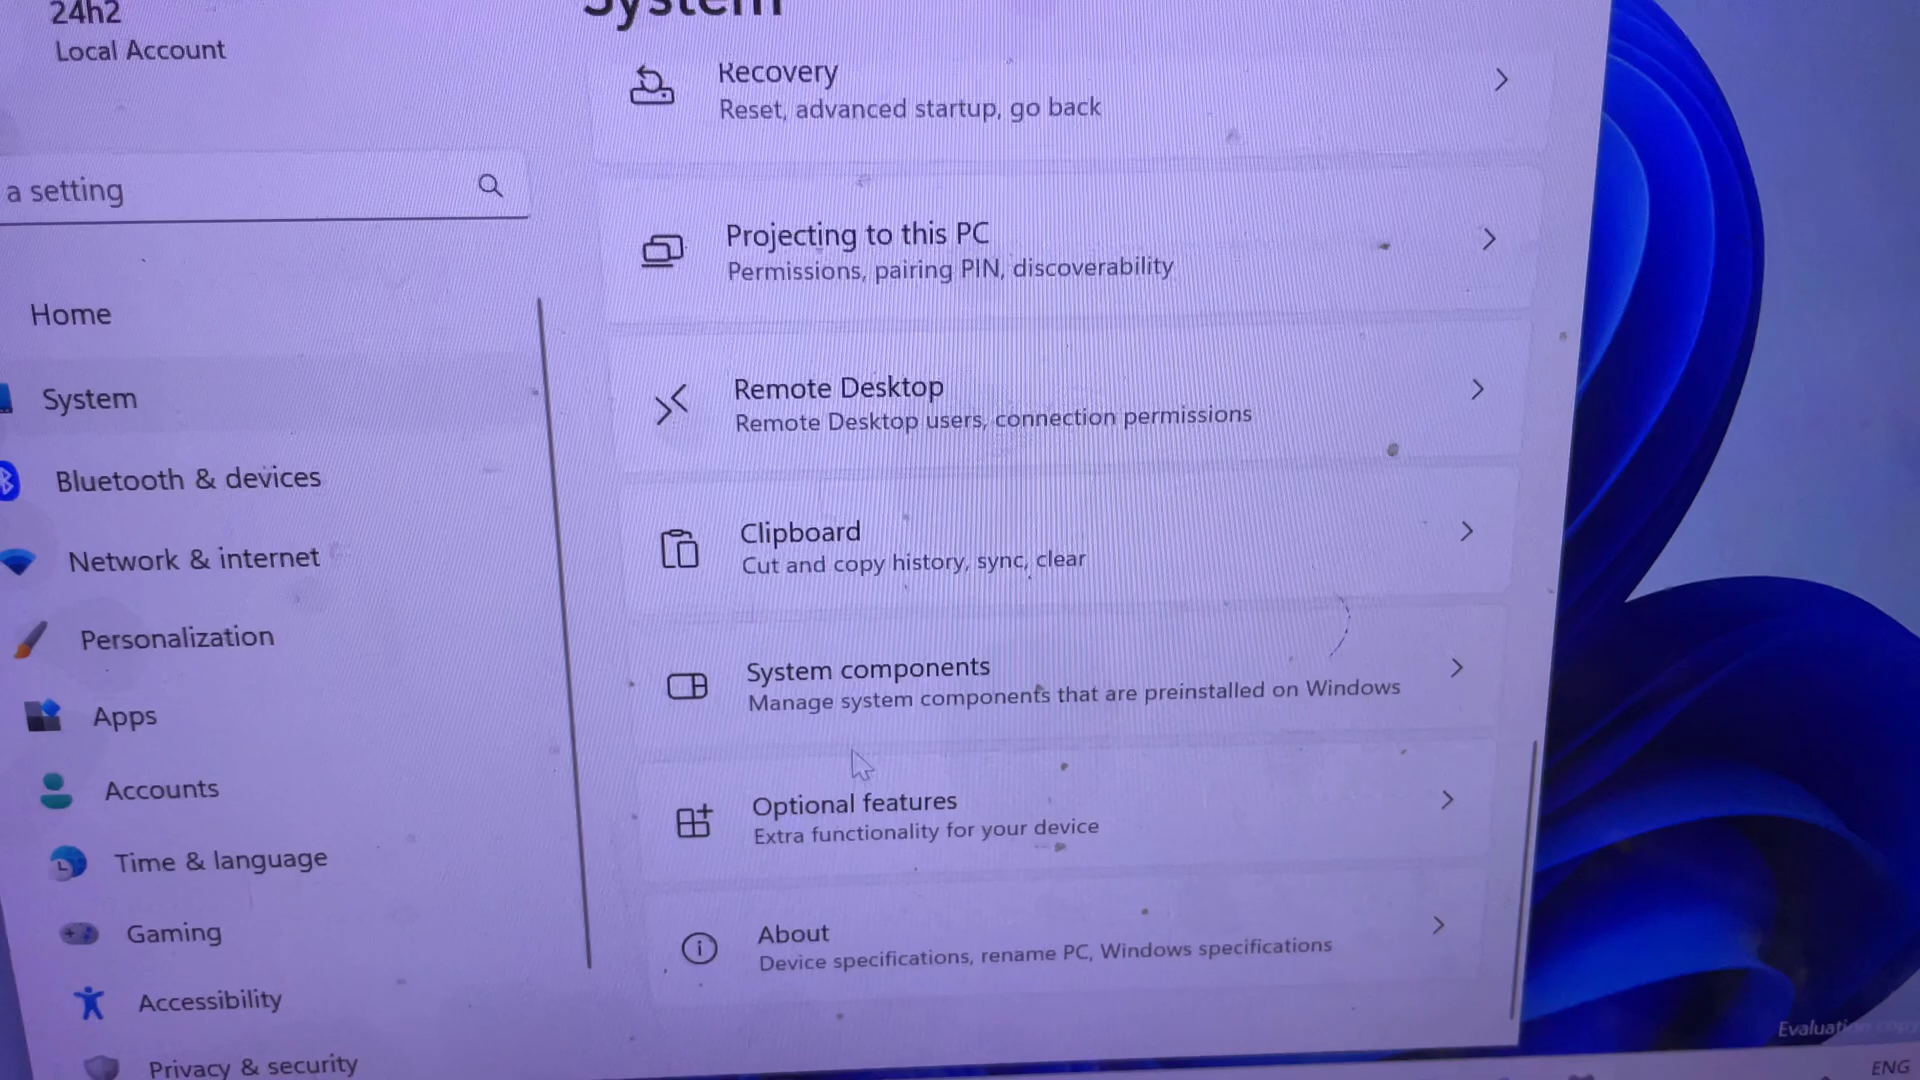 24h2
Local Account
a setting
Home
System
Bluetooth & devices
Network & internet
Personalization
Apps
Accounts
Time & language
Gaming
Accessibility
Privacy & security
System
Recovery
Reset, advanced startup, go back
Projecting to this PC
Permissions, pairing PIN, discoverability
Remote Desktop
Remote Desktop users, connection permissions
Clipboard
Cut and copy history, sync, clear
System components
Manage system components that are preinstalled on Windows
Optional features
Extra functionality for your device
About
Device specifications, rename PC, Windows specifications
Evaluation copy
ENG